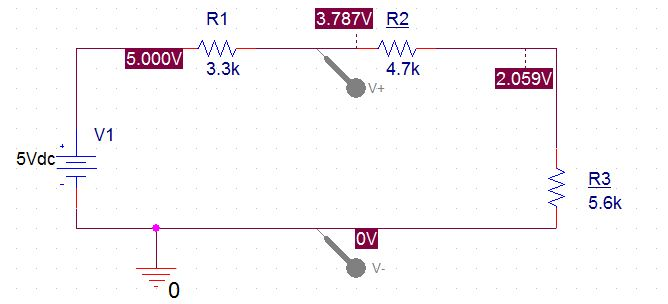 R1
3.787V
R2
5.000V
3.3k
4.7k
V+
2.059V
V1
+
5Vdc
-
R3
5.6k
0V
V-
0